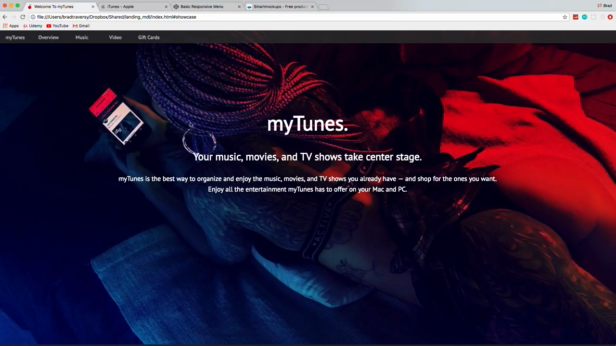 Welcome To myTunes
iTunes - Apple
Basic Responsive Menu
Smartmockups - Free produc
Brad
file:///Users/bradtraversy/Dropbox/Shared/landing_mdl/index.html#showcase
Apps
Udemy
YouTube
Gmail
myTunes
Overview
Music
Video
Gift Cards
myTunes.
Your music, movies, and TV shows take center stage.
myTunes is the best way to organize and enjoy the music, movies, and TV shows you already have — and shop for the ones you want.
Enjoy all the entertainment myTunes has to offer on your Mac and PC.